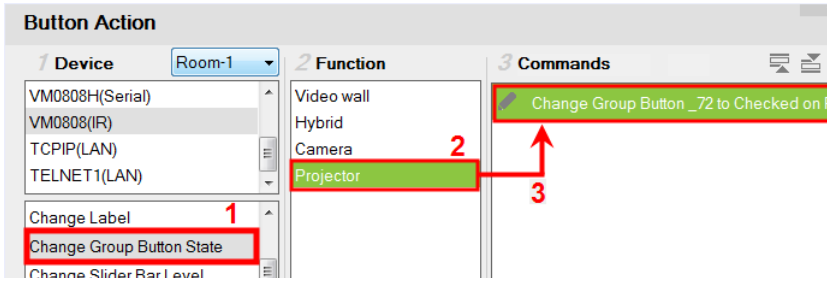 Button Action
1 Device Room-1 2 Function 3 Commands
VM0808H(Serial)
VM0808(IR)
TCPIP(LAN)
TELNET1(LAN)
Change Label 1
Change Group Button State
Change Slider Bar Level
Video wall
Hybrid
Camera 2
Projector
Change Group Button _72 to Checked on
3